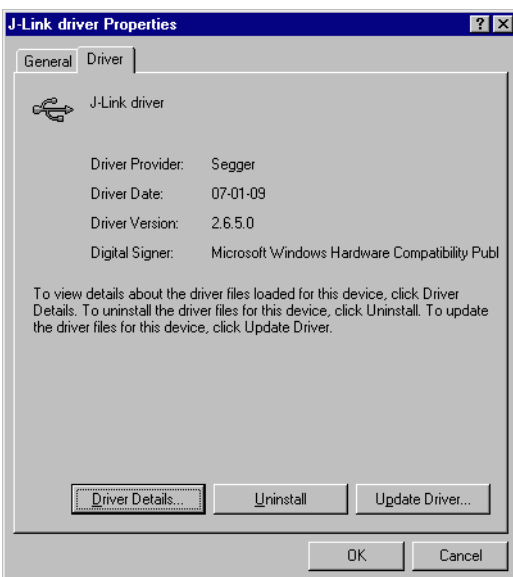 J-Link driver Properties
? X
General Driver
J-Link driver
Driver Provider: Segger
Driver Date: 07-01-09
Driver Version: 2.6.5.0
Digital Signer: Microsoft Windows Hardware Compatibility Publ
To view details about the driver files loaded for this device, click Driver
Details. To uninstall the driver files for this device, click Uninstall. To update
the driver files for this device, click Update Driver.
Driver Details... Uninstall Update Driver...
OK Cancel